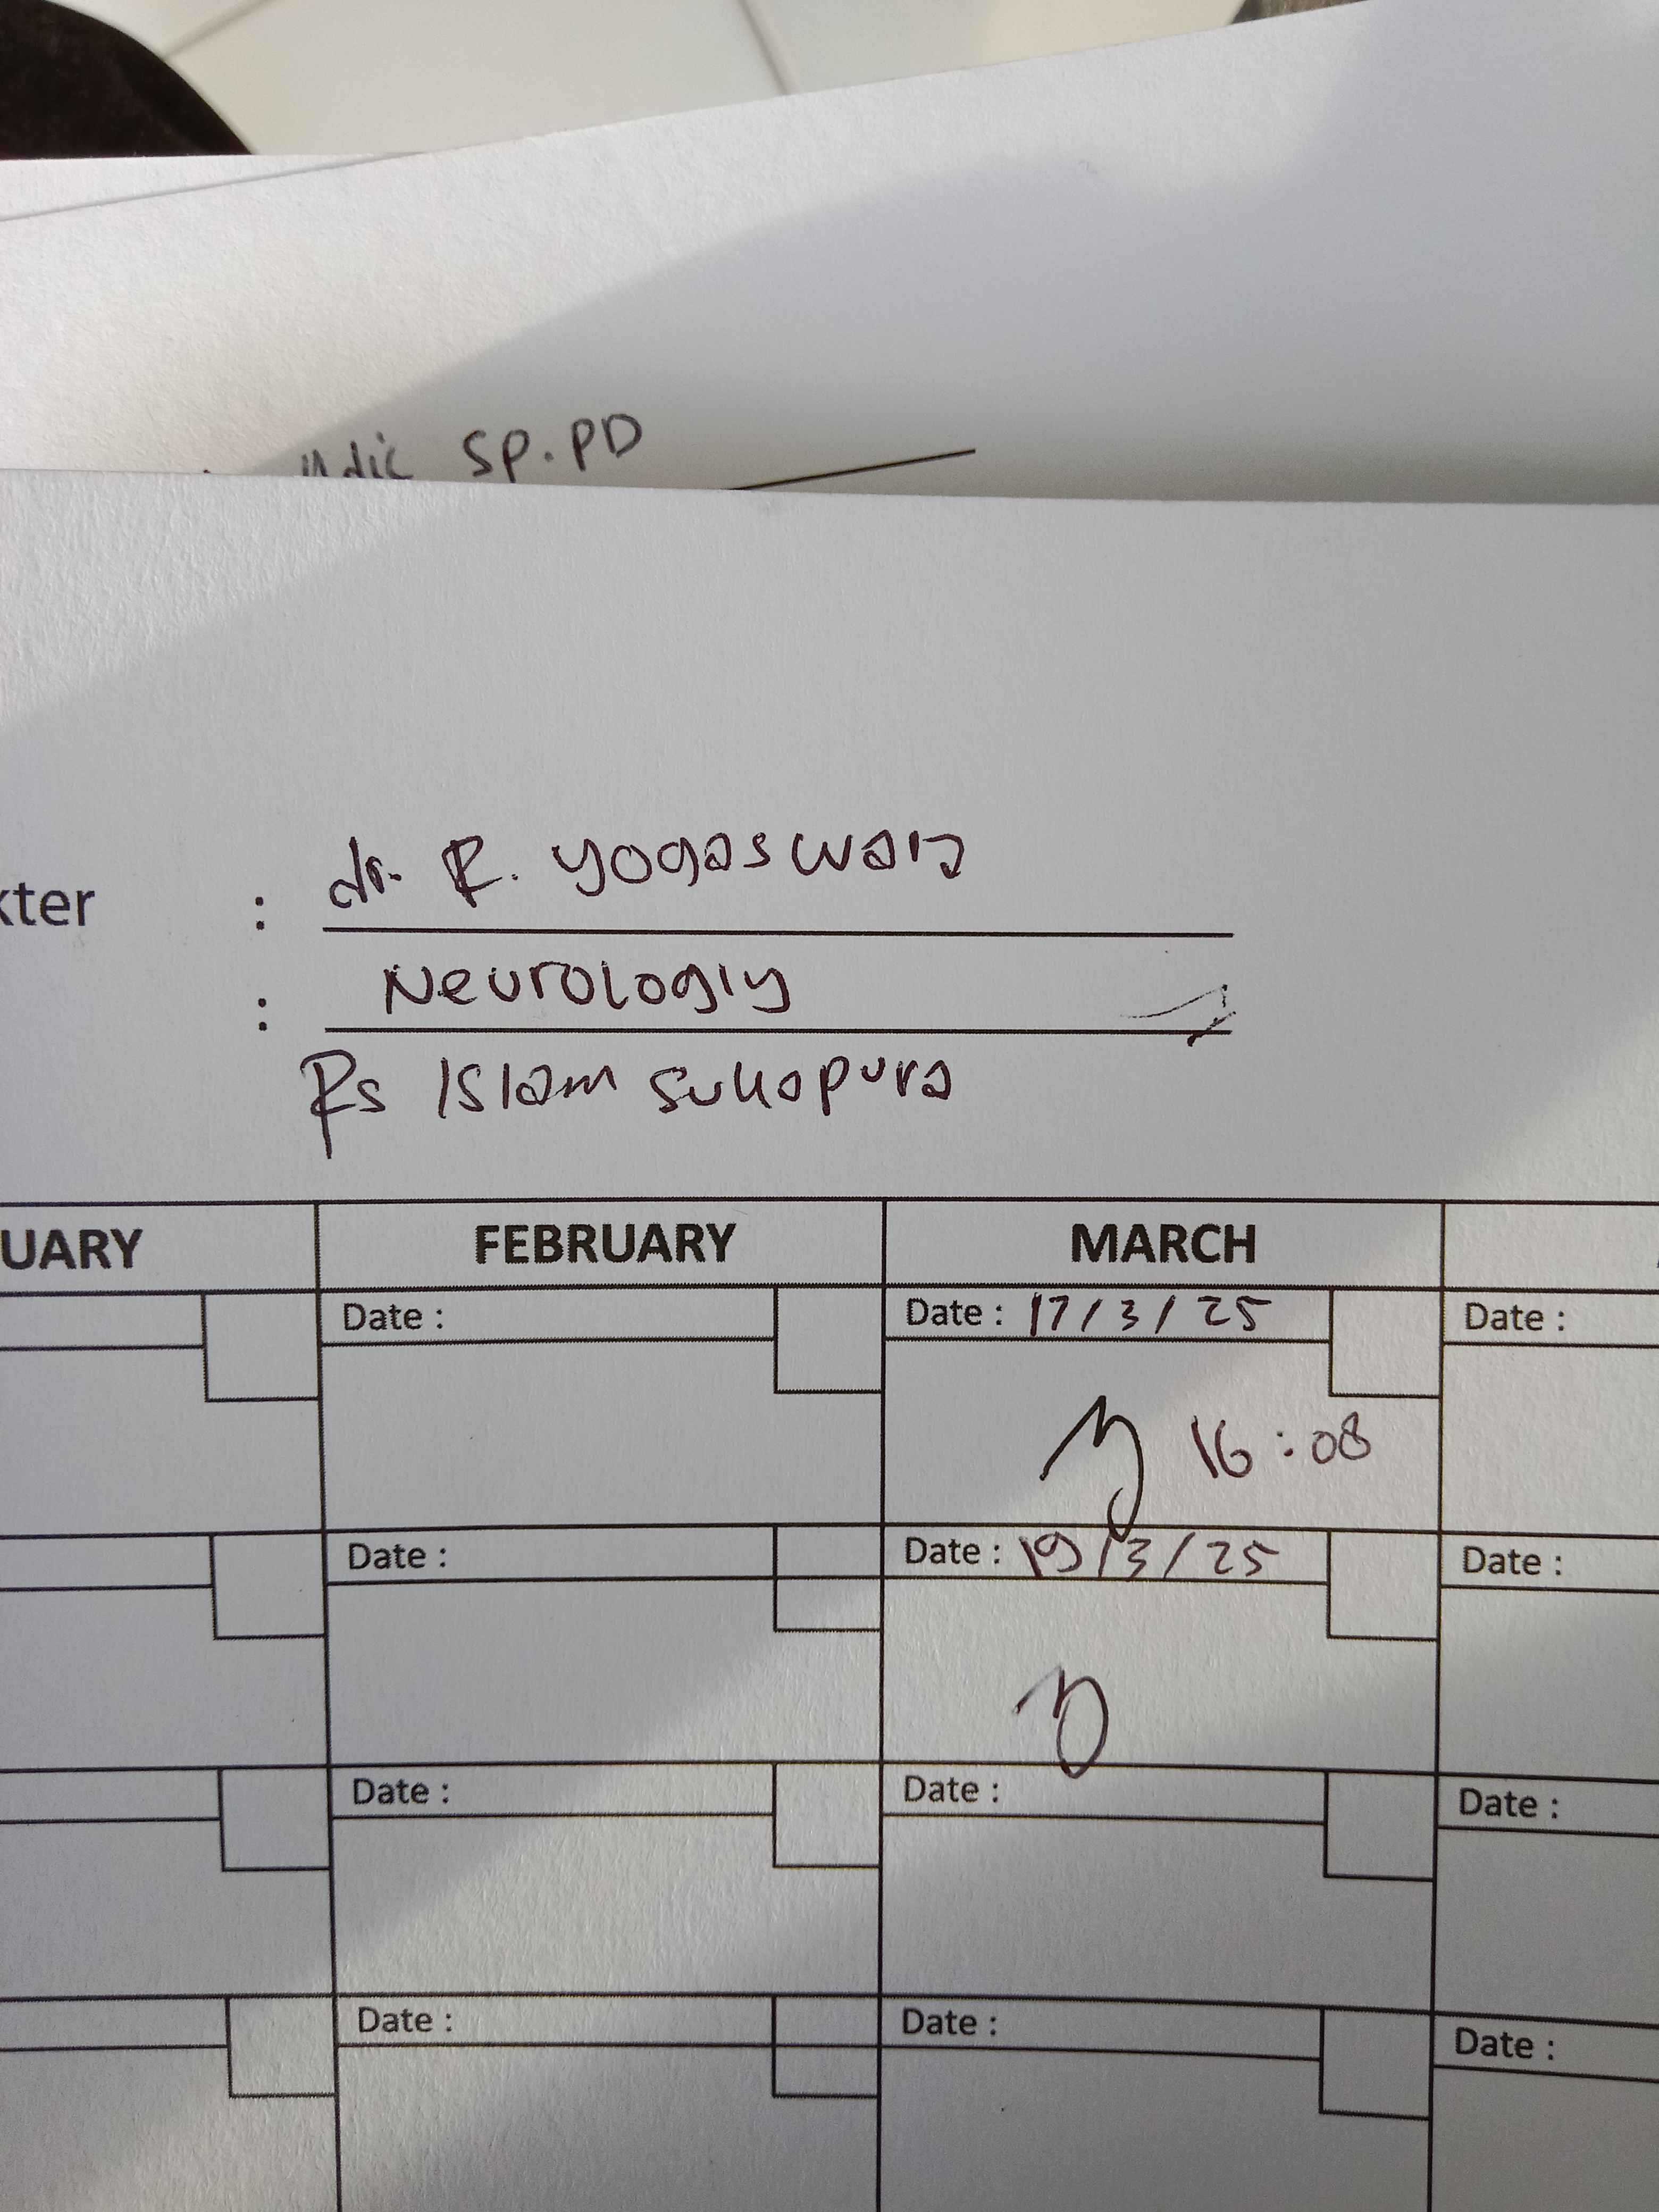 SP.PD
kter : dr. R. Yogaswara
: Neurologiy
Rs Islam sukapura
UARY FEBRUARY MARCH
Date : Date : 17/3/25 Date :
16:08
Date : Date : 19/3/25 Date :
Date : Date : Date :
Date : Date : Date :